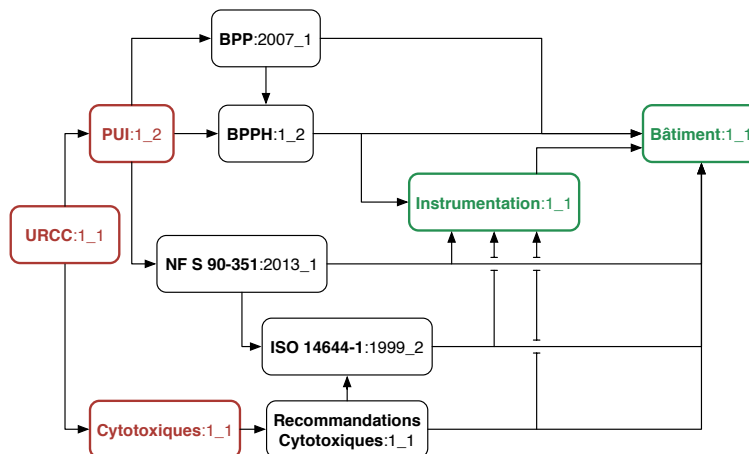 BPP:2007_1
PUI:1_2
BPPH:1_2
Bâtiment:1_1
Instrumentation:1_1
URCC:1_1
NF S 90-351:2013_1
ISO 14644-1:1999_2
Cytotoxiques:1_1
Recommandations
Cytotoxiques:1_1